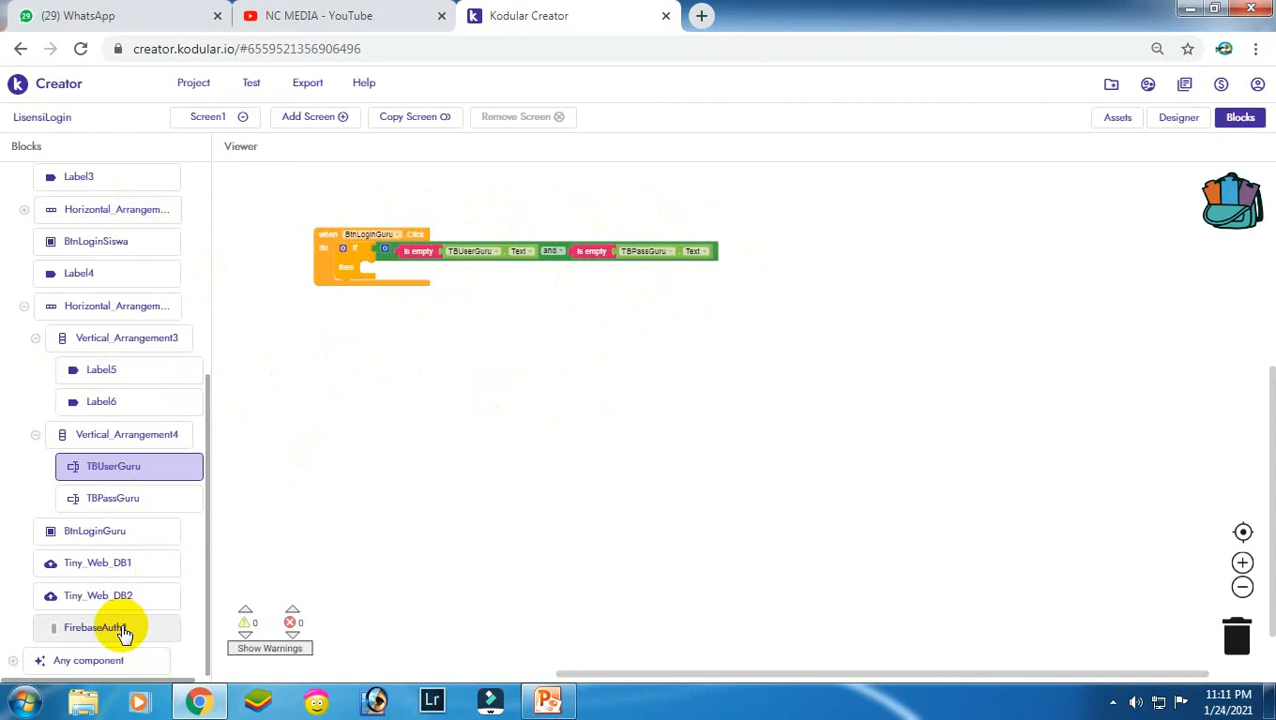 (29) WhatsApp
NC MEDIA - YouTube
Kodular Creator
creator.kodular.io/#6559521356906496
Creator
Project
Test
Export
Help
LisensiLogin
Screen1
Add Screen
Copy Screen
Remove Screen
Assets
Designer
Blocks
Blocks
Viewer
Label3
Horizontal_Arrangem...
BtnLoginSiswa
Label4
Horizontal_Arrangem...
Vertical_Arrangement3
Label5
Label6
Vertical_Arrangement4
TBUserGuru
TBPassGuru
BtnLoginGuru
Tiny_Web_DB1
Tiny_Web_DB2
FirebaseAuth1
Any component
when BtnLoginGuru .Click
do if is empty TBUserGuru . Text and is empty TBPassGuru . Text
then
0 0
Show Warnings
Lr
11:11 PM
1/24/2021